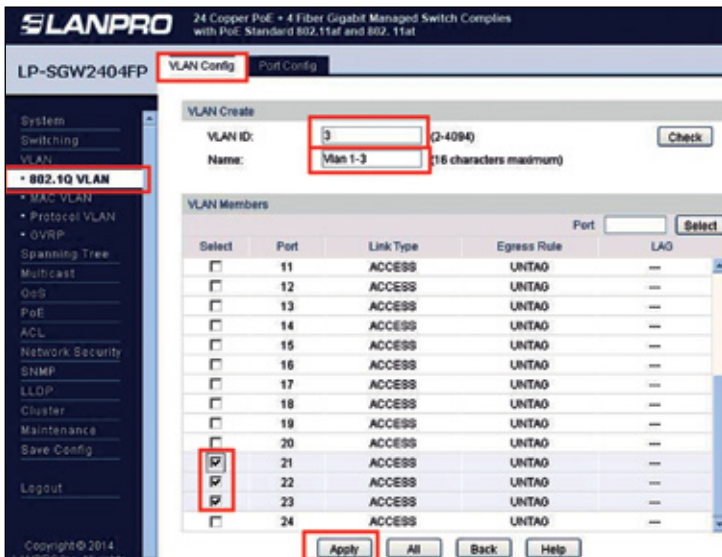 LANPRO
24 Copper PoE + 4 Fiber Gigabit Managed Switch Complies
with PoE Standard 802.11af and 802. 11at
LP-SGW2404FP
VLAN Config Port Config
System
Switching
VLAN
• 802.1Q VLAN
• MAC VLAN
• Protocol VLAN
• GVRP
Spanning Tree
Multicast
QoS
PoE
ACL
Network Security
SNMP
LLDP
Cluster
Maintenance
Save Config
Logout
Copyright © 2014
VLAN Create
VLAN ID: 3 (2-4094) Check
Name: Vlan 1-3 (16 characters maximum)
VLAN Members
Port Select
Select Port Link Type Egress Rule LAG
11 ACCESS UNTAG ---
12 ACCESS UNTAG ---
13 ACCESS UNTAG ---
14 ACCESS UNTAG ---
15 ACCESS UNTAG ---
16 ACCESS UNTAG ---
17 ACCESS UNTAG ---
18 ACCESS UNTAG ---
19 ACCESS UNTAG ---
20 ACCESS UNTAG ---
21 ACCESS UNTAG ---
22 ACCESS UNTAG ---
23 ACCESS UNTAG ---
24 ACCESS UNTAG ---
Apply All Back Help